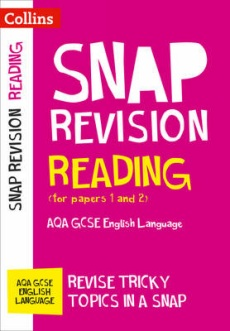 Collins
SNAP
REVISION
READING
(for papers 1 and 2)
AQA GCSE English Language
REVISE TRICKY
TOPICS IN A SNAP
SNAP REVISION READING
AQA GCSE
ENGLISH
LANGUAGE